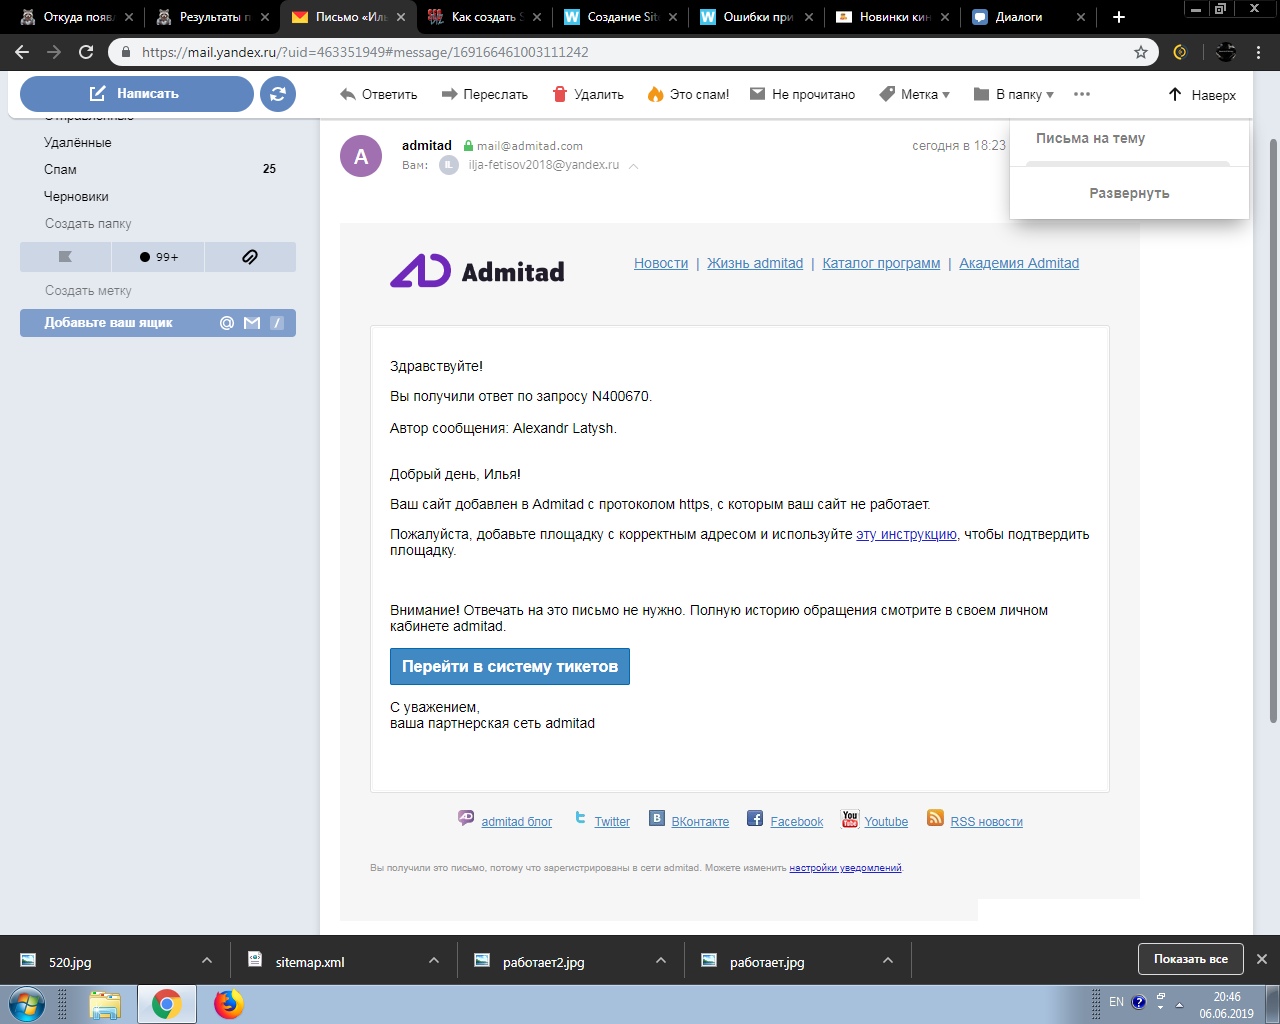 Откуда появ
Результаты п
Письмо «Иль
Как создать S
Создание Site
Ошибки при
Новинки кин
Диалоги
https://mail.yandex.ru/?uid=463351949#message/169166461003111242
Написать
Ответить
Переслать
Удалить
Это спам!
Не прочитано
Метка
В папку
Наверх
Отправленные
Удалённые
Спам 25
Черновики
Создать папку
99+
Создать метку
Добавьте ваш ящик
A
admitad mail@admitad.com
сегодня в 18:23
Вам: IL ilja-fetisov2018@yandex.ru
Письма на тему
Развернуть
Admitad
Новости | Жизнь admitad | Каталог программ | Академия Admitad
Здравствуйте!
Вы получили ответ по запросу N400670.
Автор сообщения: Alexandr Latysh.
Добрый день, Илья!
Ваш сайт добавлен в Admitad с протоколом https, с которым ваш сайт не работает.
Пожалуйста, добавьте площадку с корректным адресом и используйте эту инструкцию, чтобы подтвердить
площадку.
Внимание! Отвечать на это письмо не нужно. Полную историю обращения смотрите в своем личном
кабинете admitad.
Перейти в систему тикетов
С уважением,
ваша партнерская сеть admitad
admitad блог
Twitter
ВКонтакте
Facebook
Youtube
RSS новости
Вы получили это письмо, потому что зарегистрированы в сети admitad. Можете изменить настройки уведомлений.
520.jpg
sitemap.xml
работает2.jpg
работает.jpg
Показать все
EN
20:46
06.06.2019